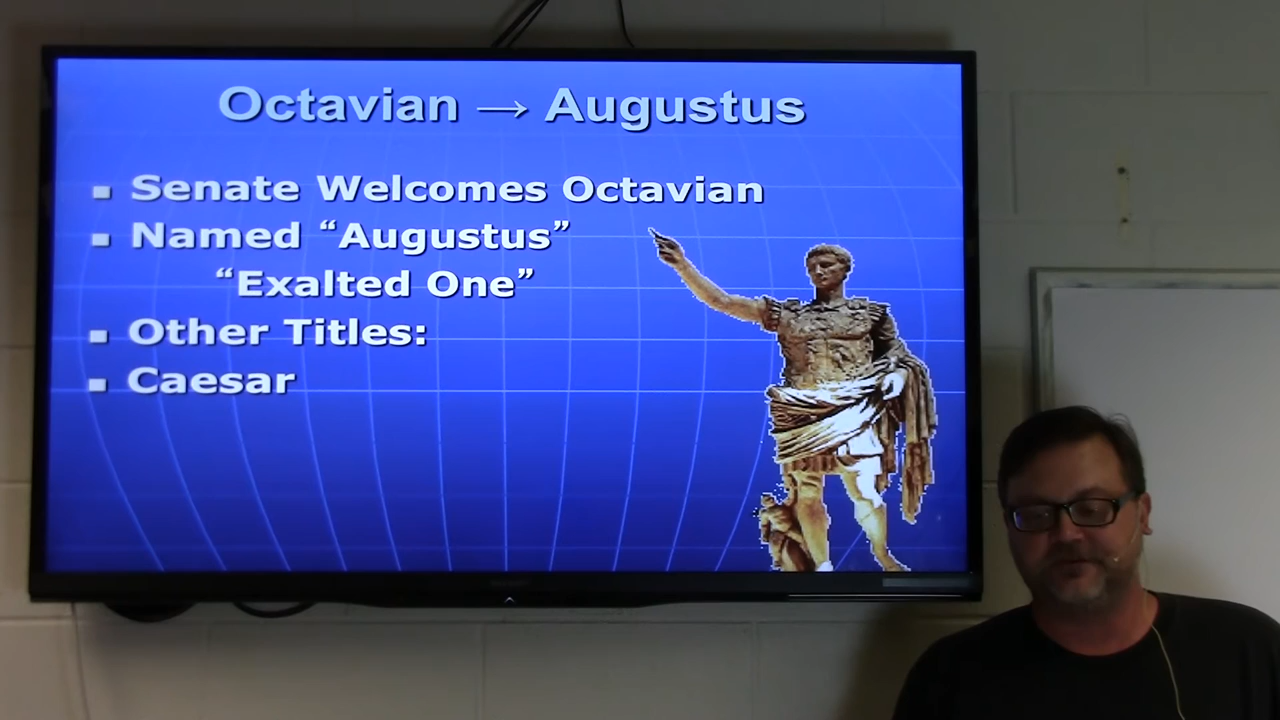 Octavian → Augustus
▪ Senate Welcomes Octavian
▪ Named “Augustus”
“Exalted One”
▪ Other Titles:
▪ Caesar